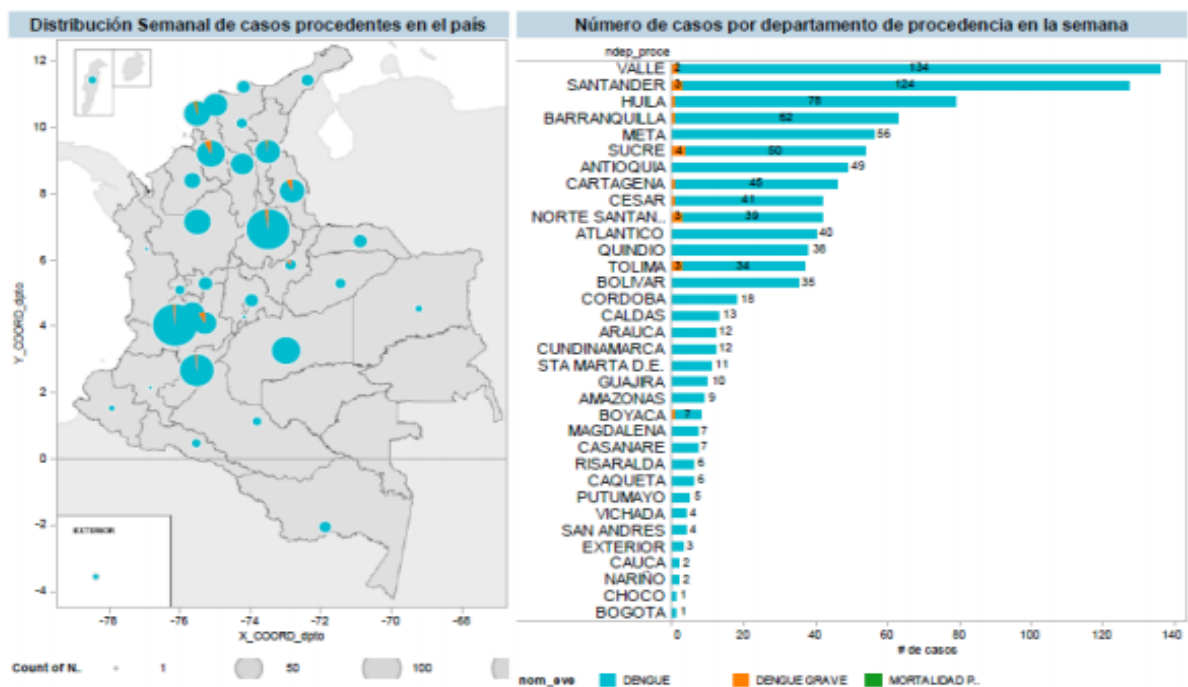 Distribución Semanal de casos procedentes en el país
12
10
8
6
4
2
0
-2
-4
Y_COORD_dpto
EXTERIOR
-78
-76
-74
-72
-70
-68
X_COORD_dpto
Count of N..
1
50
100
Número de casos por departamento de procedencia en la semana
ndep_proce
VALLE 2 134
SANTANDER 3 124
HUILA 78
BARRANQUILLA 62
META 56
SUCRE 4 50
ANTIOQUIA 49
CARTAGENA 45
CESAR 41
NORTE SANTAN.. 3 39
ATLANTICO 40
QUINDIO 38
TOLIMA 3 34
BOLIVAR 35
CORDOBA 18
CALDAS 13
ARAUCA 12
CUNDINAMARCA 12
STA MARTA D.E. 11
GUAJIRA 10
AMAZONAS 9
BOYACA 7
MAGDALENA 7
CASANARE 7
RISARALDA 6
CAQUETA 6
PUTUMAYO 5
VICHADA 4
SAN ANDRES 4
EXTERIOR 3
CAUCA 2
NARIÑO 2
CHOCO 1
BOGOTA 1
0 20 40 60 80 100 120 140
# de casos
nom_eve DENGUE DENGUE GRAVE MORTALIDAD P..